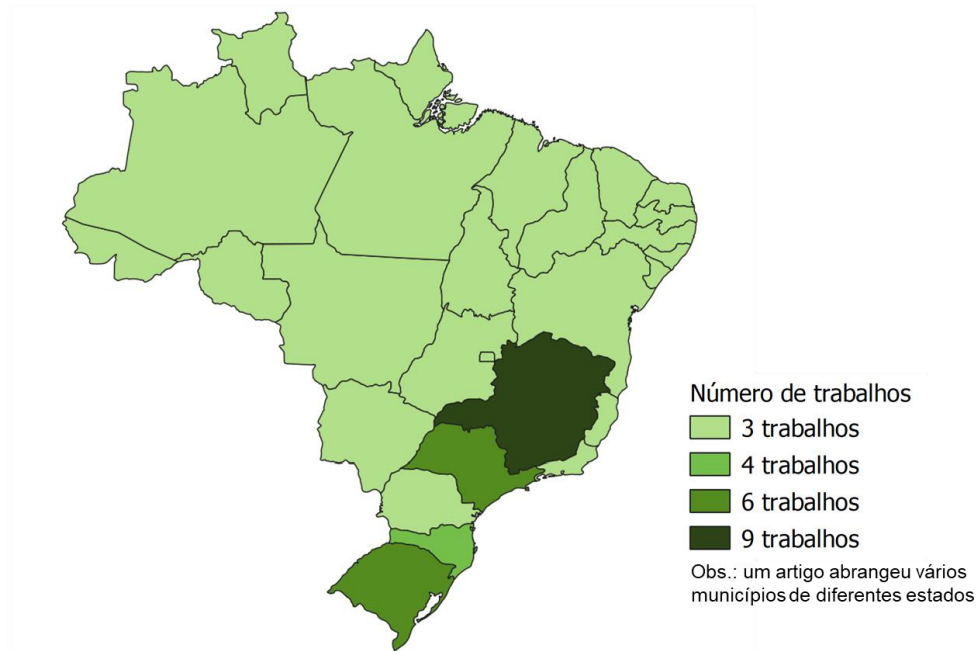 Número de trabalhos
3 trabalhos
4 trabalhos
6 trabalhos
9 trabalhos
Obs.: um artigo abrangeu vários
municípios de diferentes estados